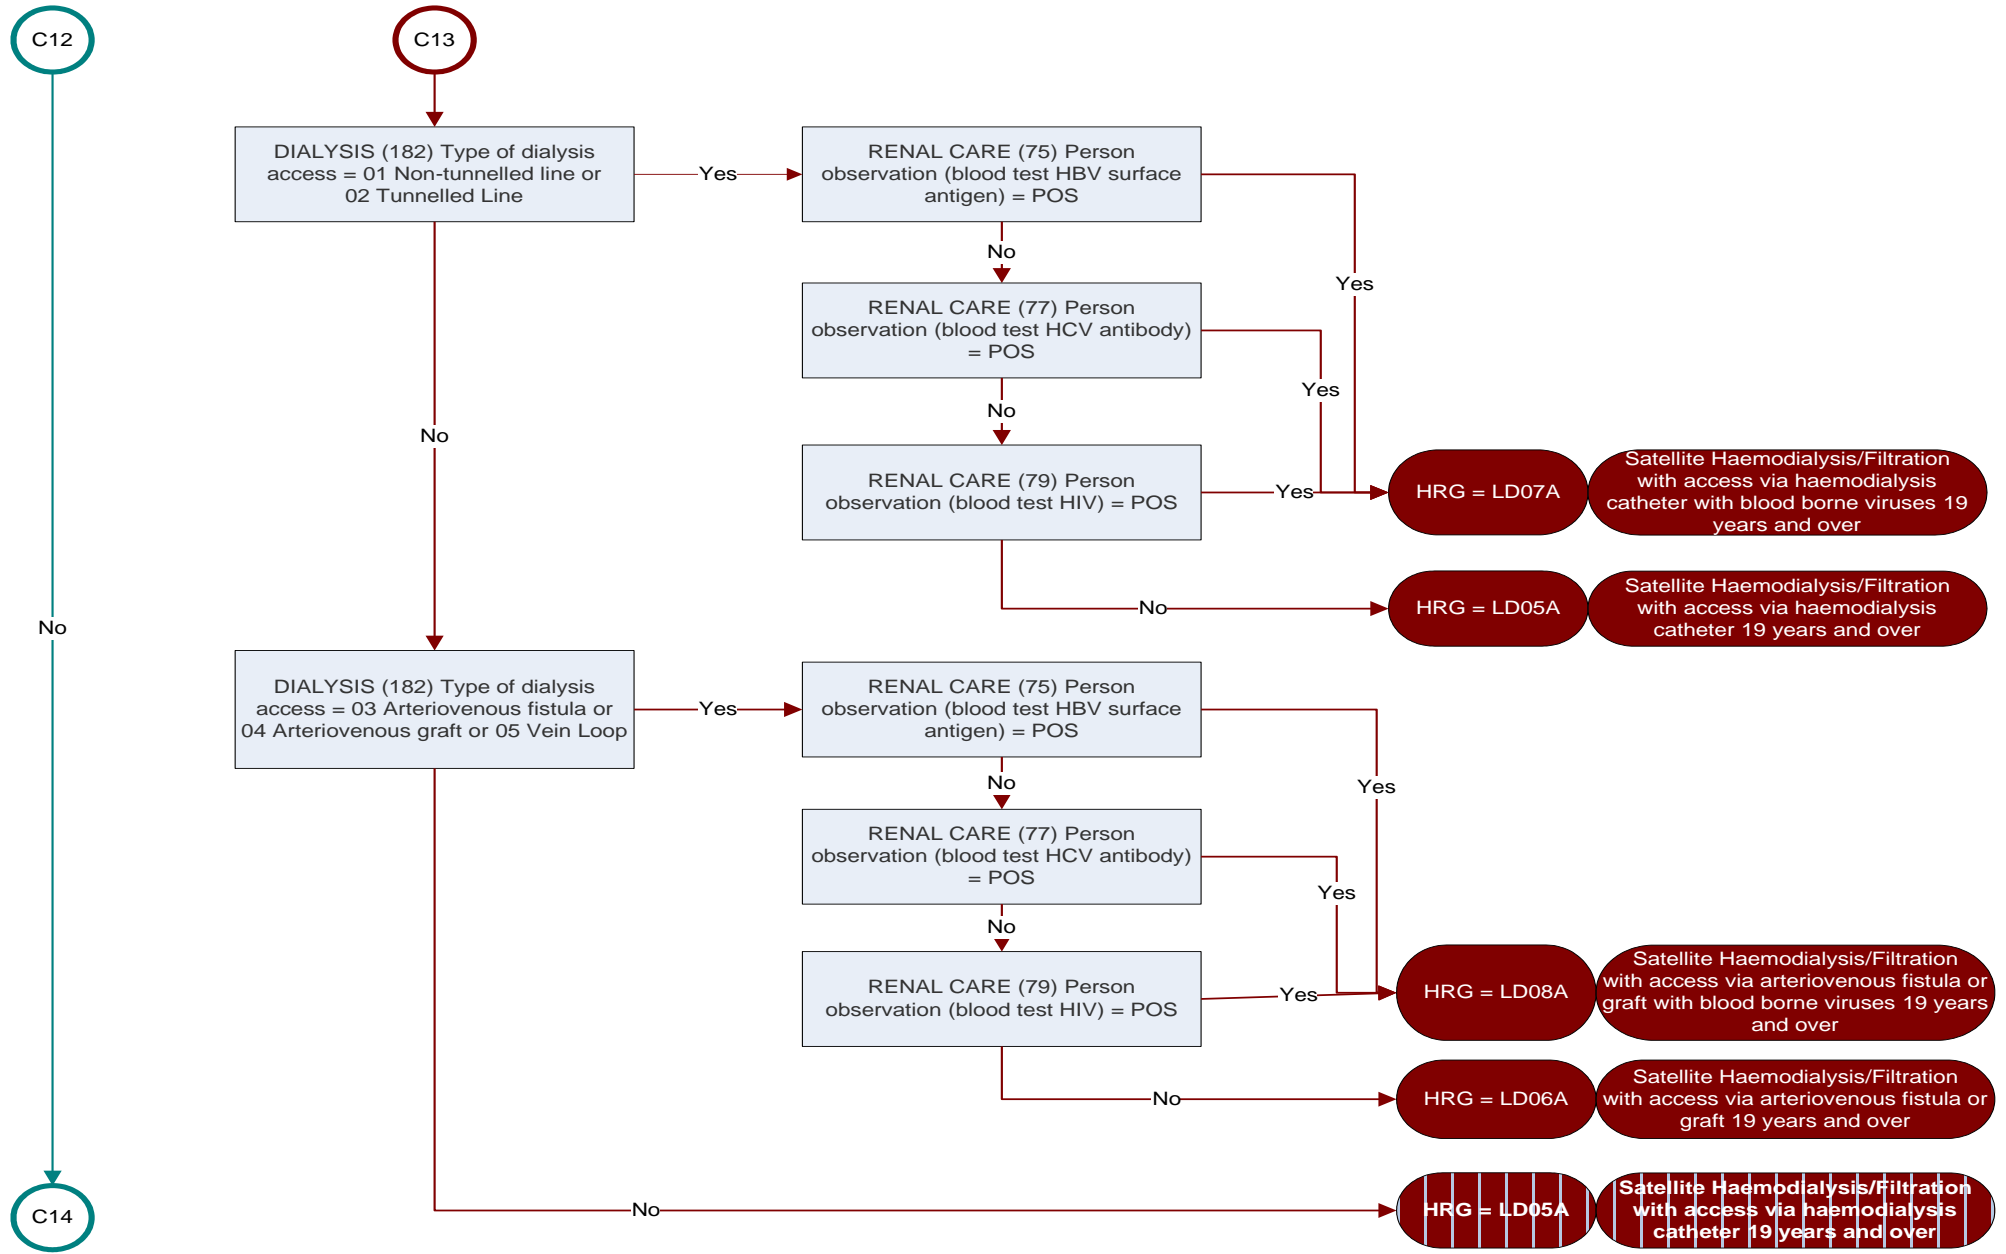 C12
C13
DIALYSIS (182) Type of dialysis
access = 01 Non-tunnelled line or
02 Tunnelled Line
Yes
RENAL CARE (75) Person
observation (blood test HBV surface
antigen) = POS
No
Yes
RENAL CARE (77) Person
observation (blood test HCV antibody)
= POS
Yes
No
No
RENAL CARE (79) Person
observation (blood test HIV) = POS
Yes
HRG = LD07A
Satellite Haemodialysis/Filtration
with access via haemodialysis
catheter with blood borne viruses 19
years and over
No
HRG = LD05A
Satellite Haemodialysis/Filtration
with access via haemodialysis
catheter 19 years and over
No
DIALYSIS (182) Type of dialysis
access = 03 Arteriovenous fistula or
04 Arteriovenous graft or 05 Vein Loop
Yes
RENAL CARE (75) Person
observation (blood test HBV surface
antigen) = POS
No
Yes
RENAL CARE (77) Person
observation (blood test HCV antibody)
= POS
Yes
No
RENAL CARE (79) Person
observation (blood test HIV) = POS
Yes
HRG = LD08A
Satellite Haemodialysis/Filtration
with access via arteriovenous fistula or
graft with blood borne viruses 19 years
and over
No
HRG = LD06A
Satellite Haemodialysis/Filtration
with access via arteriovenous fistula or
graft 19 years and over
C14
No
HRG = LD05A
Satellite Haemodialysis/Filtration
with access via haemodialysis
catheter 19 years and over